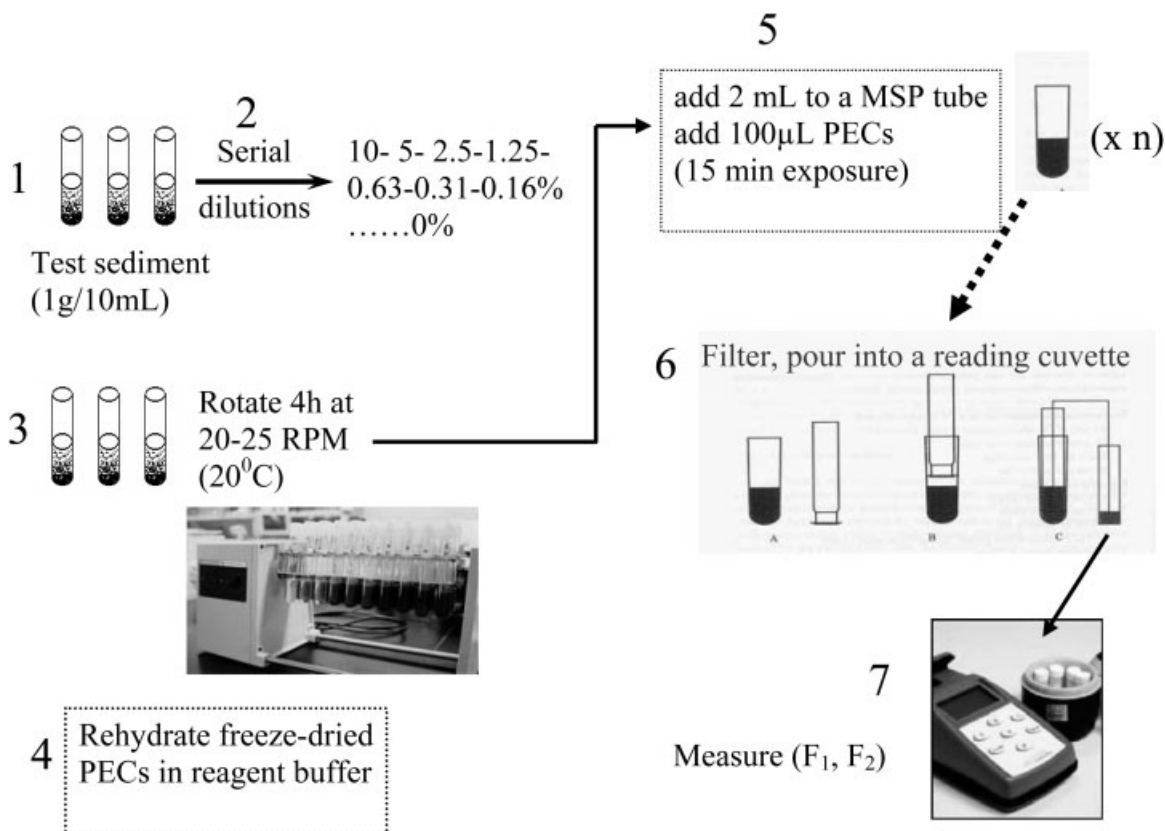 1
Test sediment
(1g/10mL)
2
Serial
dilutions
10- 5- 2.5-1.25-
0.63-0.31-0.16%
......0%
3
Rotate 4h at
20-25 RPM
(20⁰C)
4
Rehydrate freeze-dried
PECs in reagent buffer
5
add 2 mL to a MSP tube
add 100µL PECs
(15 min exposure)
(x n)
6
Filter, pour into a reading cuvette
A
B
C
7
Measure (F₁, F₂)